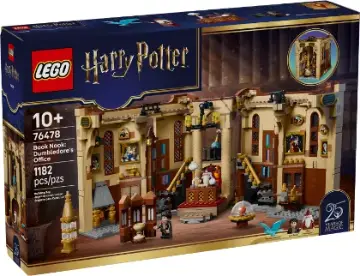 LEGO
Harry Potter
10+
76478
Book Nook:
Dumbledore's
Office
1182
pcs/pzs
25